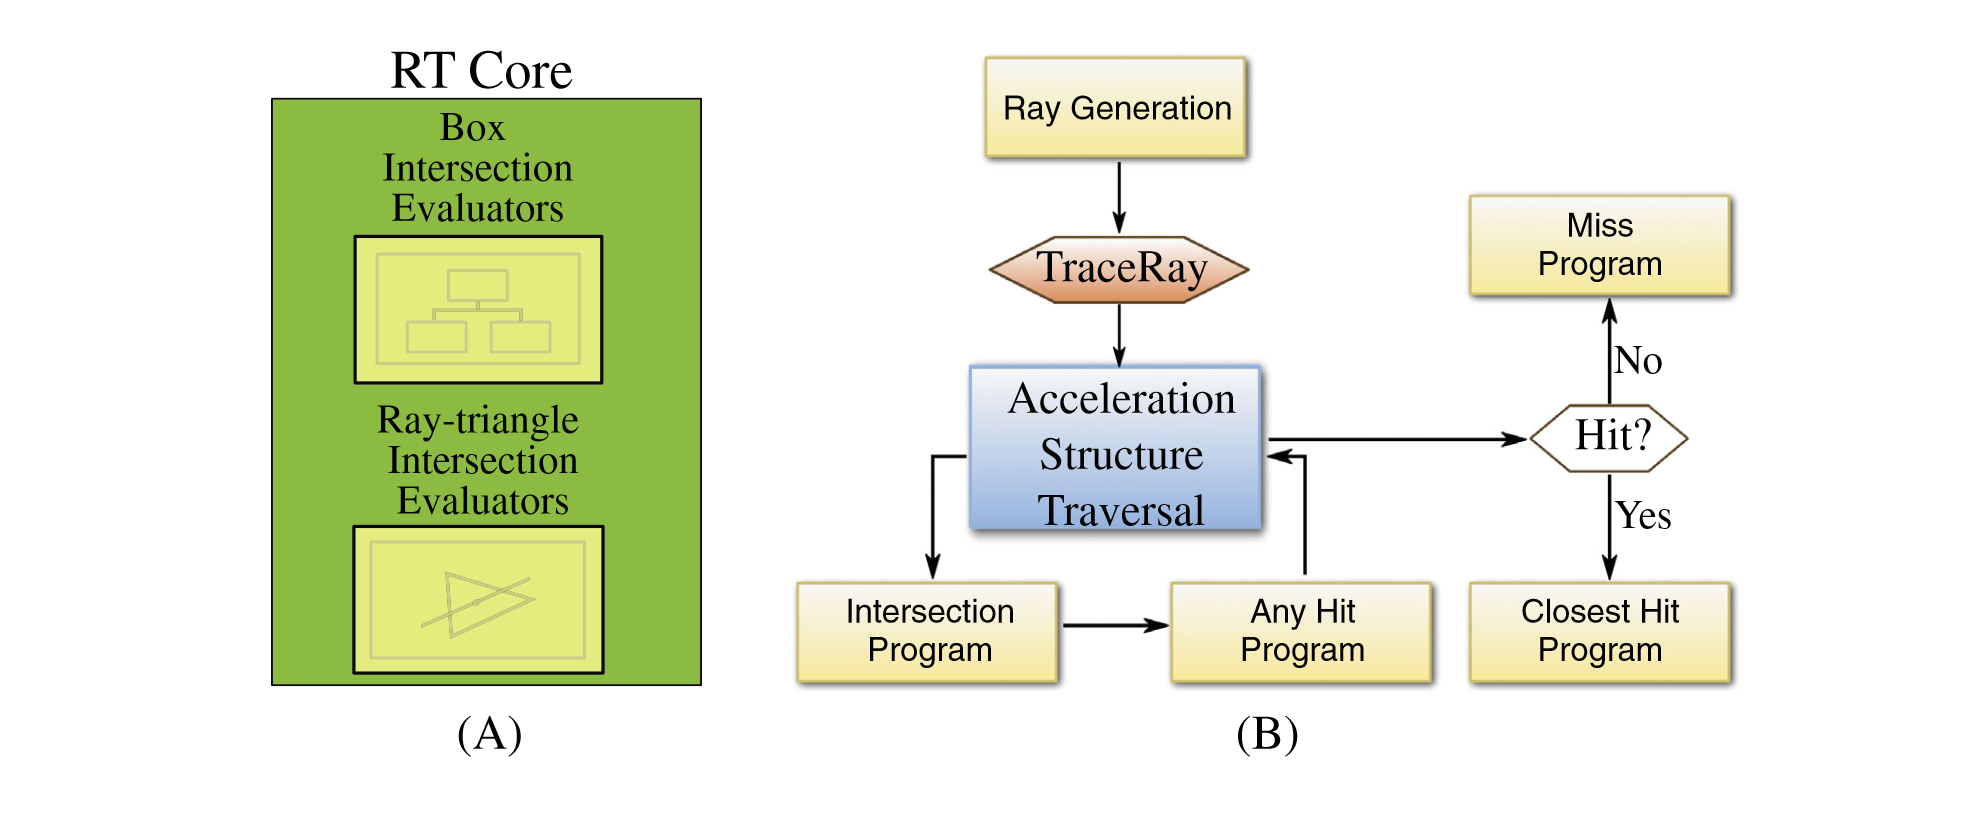 RT Core
Box
Intersection
Evaluators
Ray-triangle
Intersection
Evaluators
(A)
Ray Generation
TraceRay
Acceleration
Structure
Traversal
Intersection
Program
Any Hit
Program
Hit?
No
Miss
Program
Yes
Closest Hit
Program
(B)